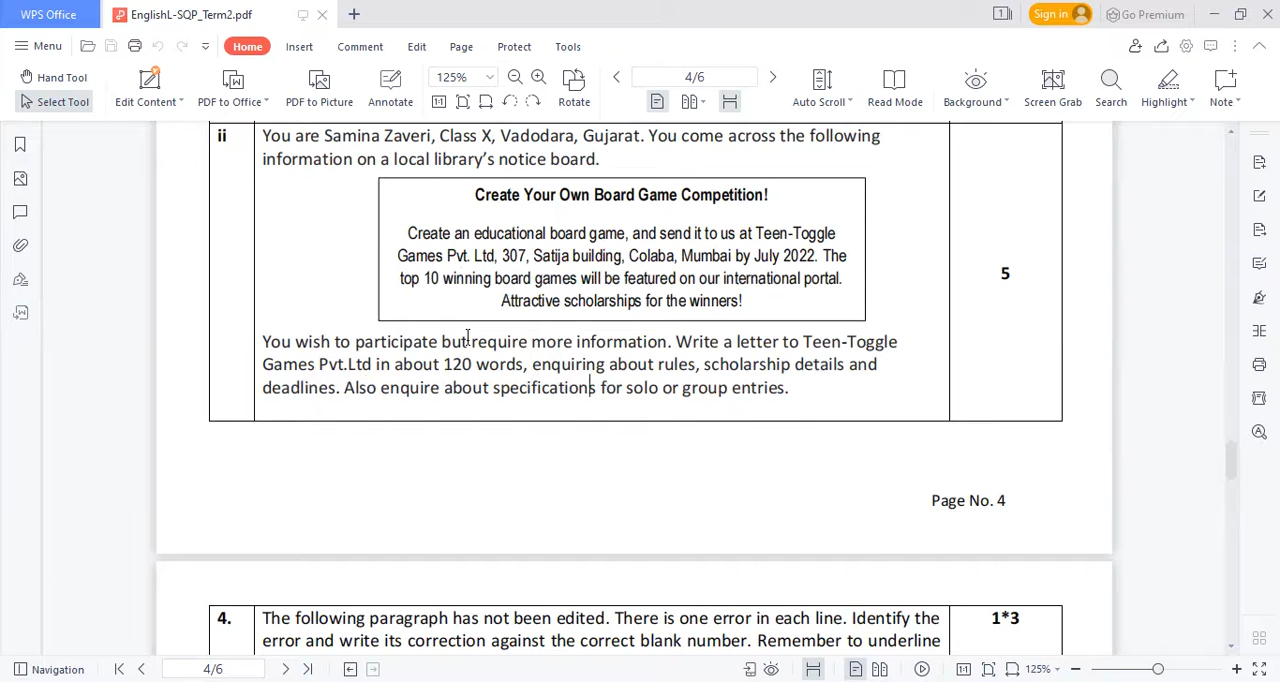 WPS Office
EnglishL-SQP_Term2.pdf
Sign in
Go Premium
Menu
Home
Insert
Comment
Edit
Page
Protect
Tools
Hand Tool
Select Tool
Edit Content
PDF to Office
PDF to Picture
Annotate
125%
Rotate
4/6
Auto Scroll
Read Mode
Background
Screen Grab
Search
Highlight
Note
ii
You are Samina Zaveri, Class X, Vadodara, Gujarat. You come across the following
information on a local library's notice board.
Create Your Own Board Game Competition!
Create an educational board game, and send it to us at Teen-Toggle
Games Pvt. Ltd, 307, Satija building, Colaba, Mumbai by July 2022. The
top 10 winning board games will be featured on our international portal.
Attractive scholarships for the winners!
5
You wish to participate but require more information. Write a letter to Teen-Toggle
Games Pvt.Ltd in about 120 words, enquiring about rules, scholarship details and
deadlines. Also enquire about specifications for solo or group entries.
Page No. 4
4.
The following paragraph has not been edited. There is one error in each line. Identify the
error and write its correction against the correct blank number. Remember to underline
1*3
Navigation
4/6
125%